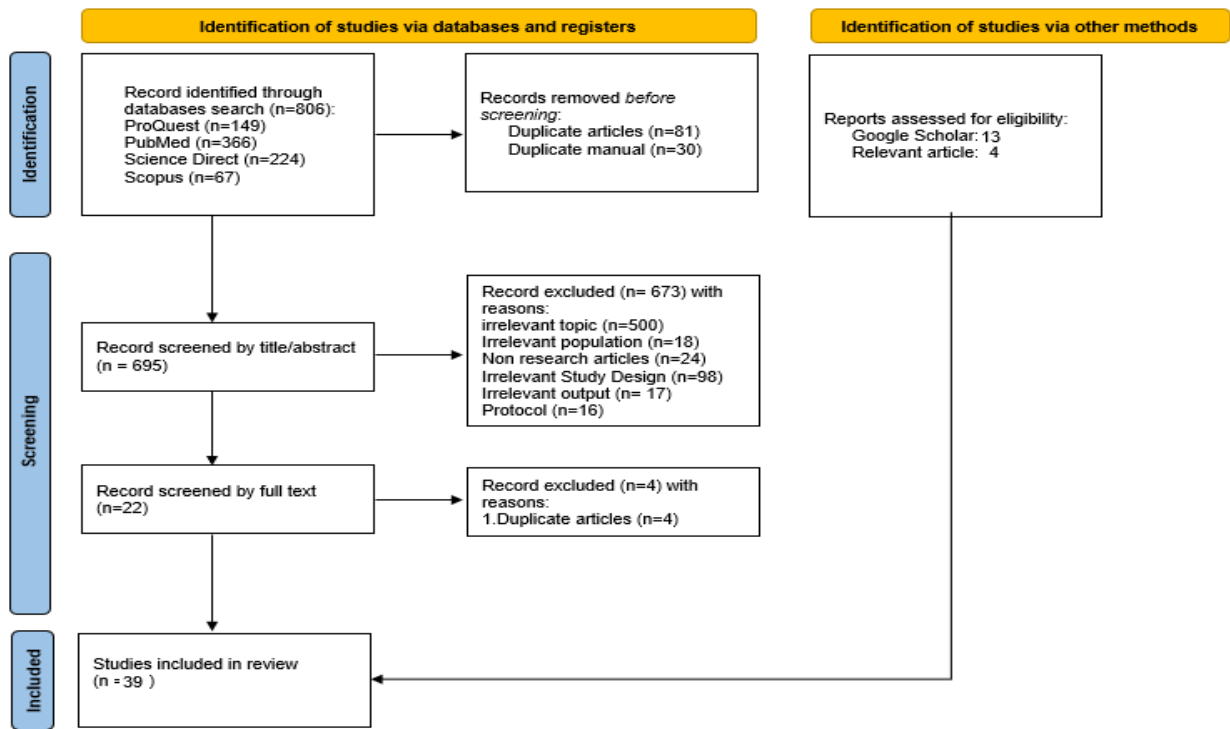 Identification of studies via databases and registers
Identification of studies via other methods
Identification
Record identified through
databases search (n=806):
ProQuest (n=149)
PubMed (n=366)
Science Direct (n=224)
Scopus (n=67)
Records removed before
screening:
Duplicate articles (n=81)
Duplicate manual (n=30)
Reports assessed for eligibility:
Google Scholar: 13
Relevant article: 4
Screening
Record screened by title/abstract
(n = 695)
Record excluded (n= 673) with
reasons:
irrelevant topic (n=500)
Irrelevant population (n=18)
Non research articles (n=24)
Irrelevant Study Design (n=98)
Irrelevant output (n= 17)
Protocol (n=16)
Record screened by full text
(n=22)
Record excluded (n=4) with
reasons:
1.Duplicate articles (n=4)
Included
Studies included in review
(n = 39 )